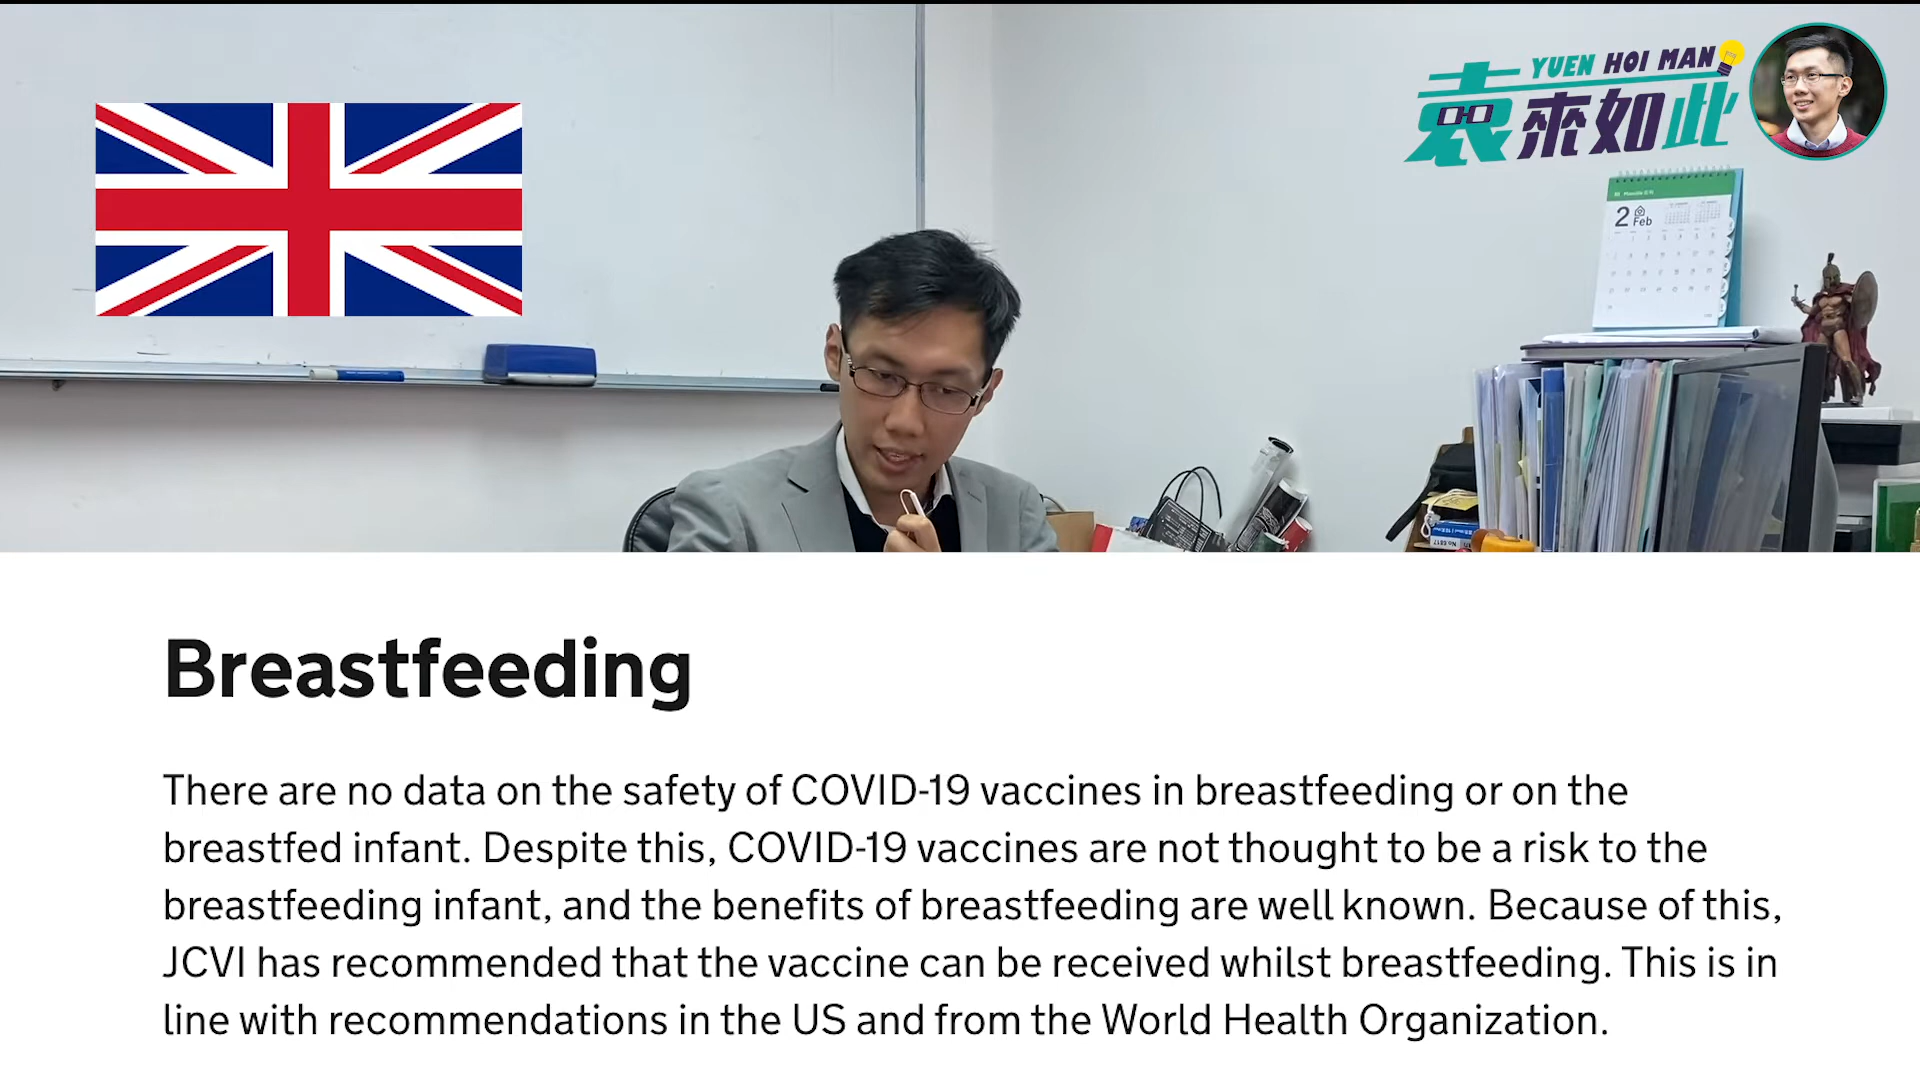 YUEN HOI MAN
袁來如此
2 Feb
Breastfeeding
There are no data on the safety of COVID-19 vaccines in breastfeeding or on the
breastfed infant. Despite this, COVID-19 vaccines are not thought to be a risk to the
breastfeeding infant, and the benefits of breastfeeding are well known. Because of this,
JCVI has recommended that the vaccine can be received whilst breastfeeding. This is in
line with recommendations in the US and from the World Health Organization.